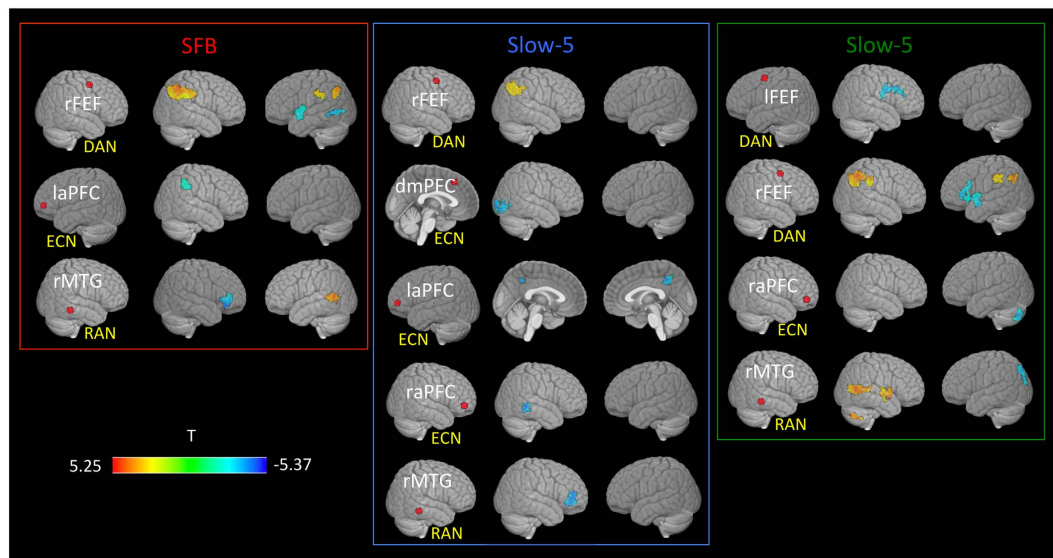 SFB
rFEF
DAN
laPFC
ECN
rMTG
RAN
T
5.25
-5.37
Slow-5
rFEF
DAN
dmPFC
ECN
laPFC
ECN
raPFC
ECN
rMTG
RAN
Slow-5
lFEF
DAN
rFEF
DAN
raPFC
ECN
rMTG
RAN